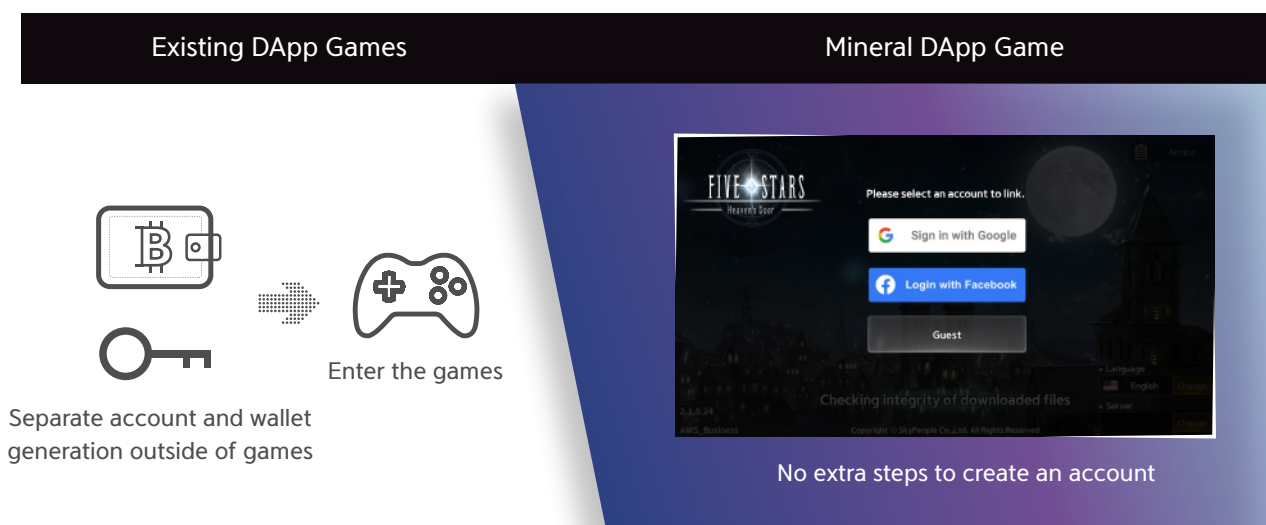 Existing DApp Games
Mineral DApp Game
Separate account and wallet
generation outside of games
Enter the games
FIVE STARS
Heaven's Door
Notice
Please select an account to link.
Sign in with Google
Login with Facebook
Guest
Checking integrity of downloaded files
• Language
English
Change
• Server
Change
2.1.0.24
AWS_Business
Copyright © SkyPeople Co.,Ltd. All Rights Reserved
No extra steps to create an account